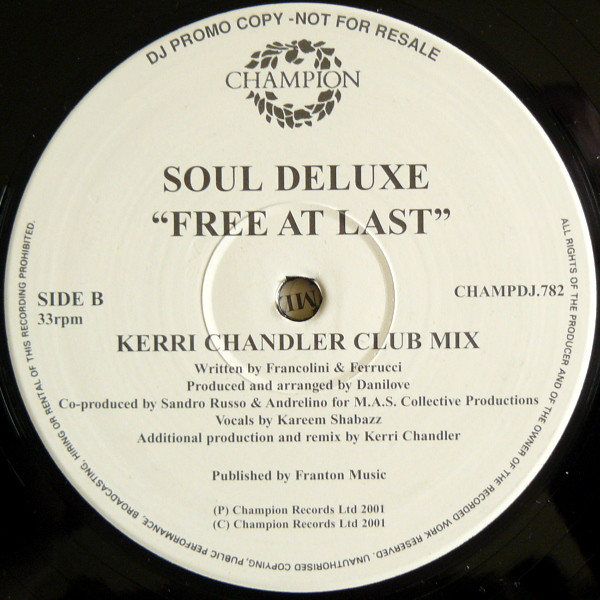 DJ PROMO COPY -NOT FOR RESALE
CHAMPION
SOUL DELUXE
“FREE AT LAST”
SIDE B
33rpm
CHAMPDJ.782
KERRI CHANDLER CLUB MIX
Written by Francolini & Ferrucci
Produced and arranged by Danilove
Co-produced by Sandro Russo & Andrelino for M.A.S. Collective Productions
Vocals by Kareem Shabazz
Additional production and remix by Kerri Chandler
Published by Franton Music
(P) Champion Records Ltd 2001
(C) Champion Records Ltd 2001
ALL RIGHTS OF THE PRODUCER AND OF THE OWNER OF THE RECORDED WORK RESERVED. UNAUTHORISED COPYING, PUBLIC PERFORMANCE, BROADCASTING, HIRING OR RENTAL OF THIS RECORDING PROHIBITED.